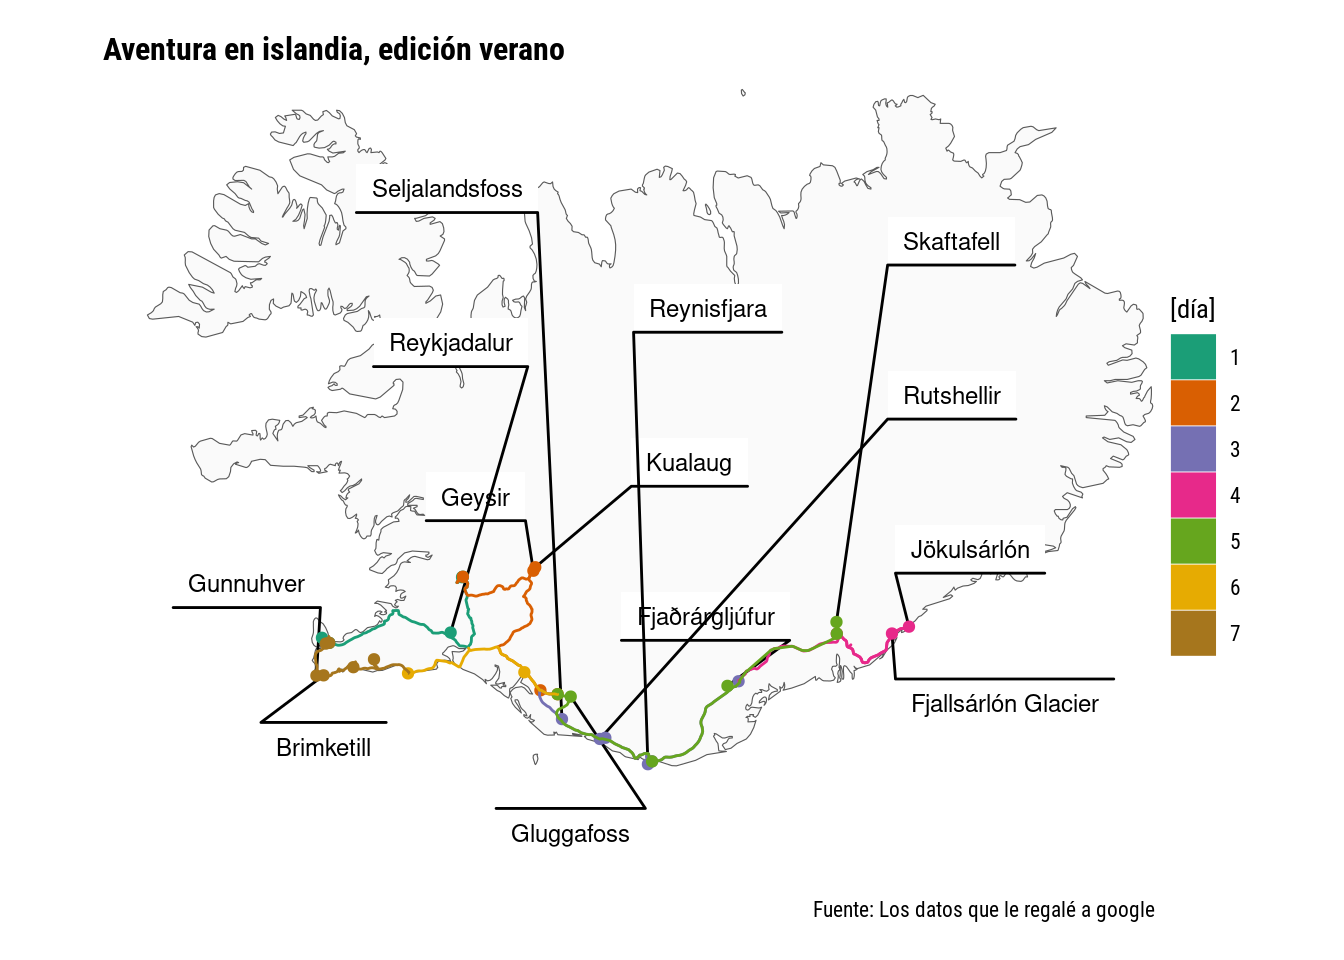 Aventura en islandia, edición verano
Seljalandsfoss
Skaftafell
Reynisfjara
Reykjadalur
Rutshellir
Kualaug
Geysir
Jökulsárlón
Gunnuhver
Fjaðrárgljúfur
Fjallsárlón Glacier
Brimketill
Gluggafoss
[día]
1
2
3
4
5
6
7
Fuente: Los datos que le regalé a google